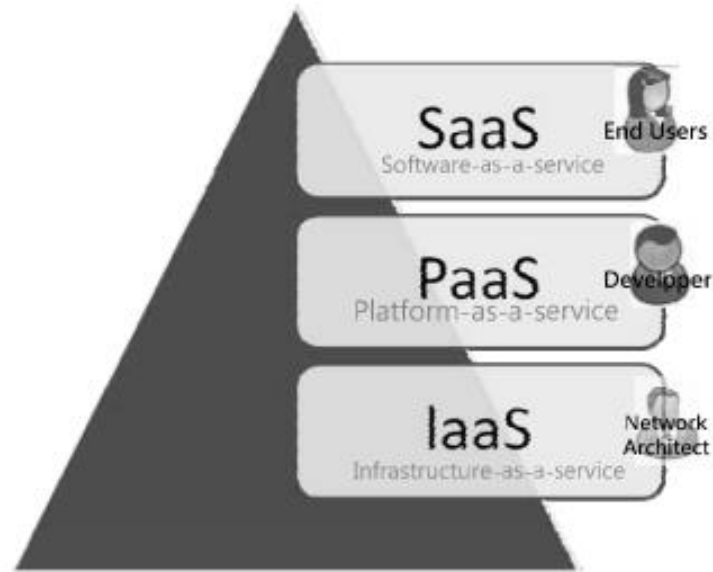 SaaS
End Users
Software-as-a-service
PaaS
Developer
Platform-as-a-service
IaaS
Network
Architect
Infrastructure-as-a-service